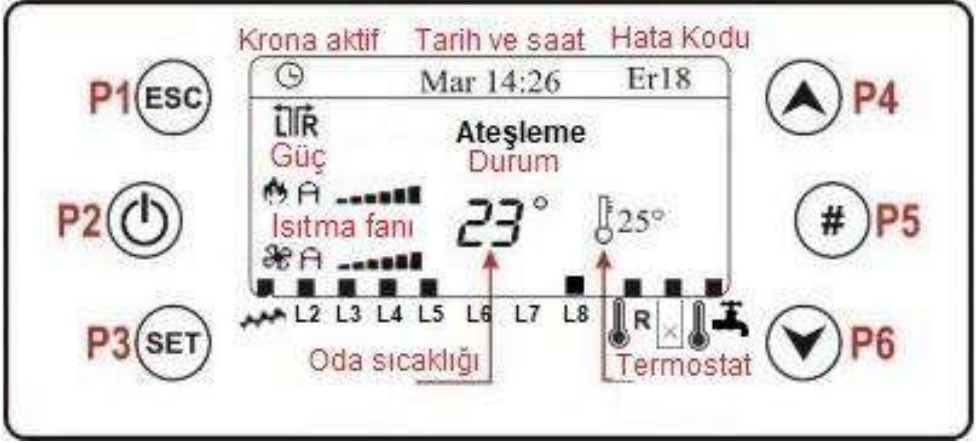 Krona aktif Tarih ve saat Hata Kodu
P1 ESC Mar 14:26 Er18 P4
L R Ateşleme
Güç Durum
P2 A 23° 25° # P5
Isıtma fanı
A
L2 L3 L4 L5 L6 L7 L8 R
P3 SET Oda sıcaklığı Termostat P6